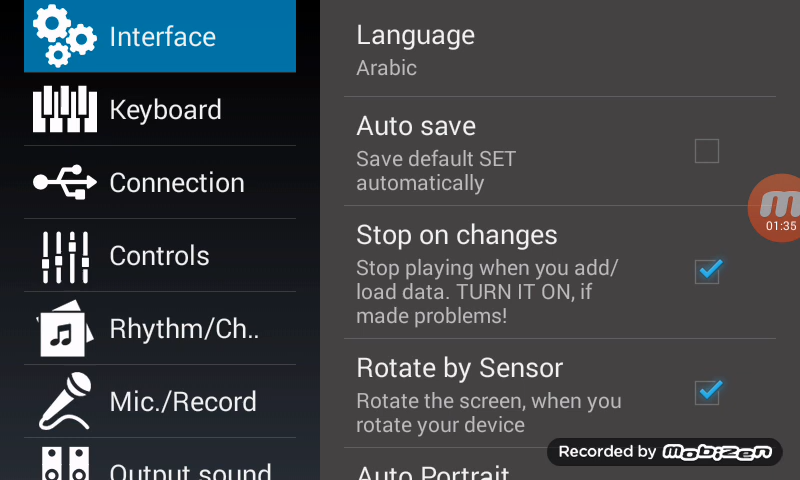 Interface
Keyboard
Connection
Controls
Rhythm/Ch..
Mic./Record
Output sound
Language
Arabic
Auto save
Save default SET
automatically
Stop on changes
Stop playing when you add/
load data. TURN IT ON, if
made problems!
Rotate by Sensor
Rotate the screen, when you
rotate your device
Auto Portrait
m
01:35
Recorded by mobizen